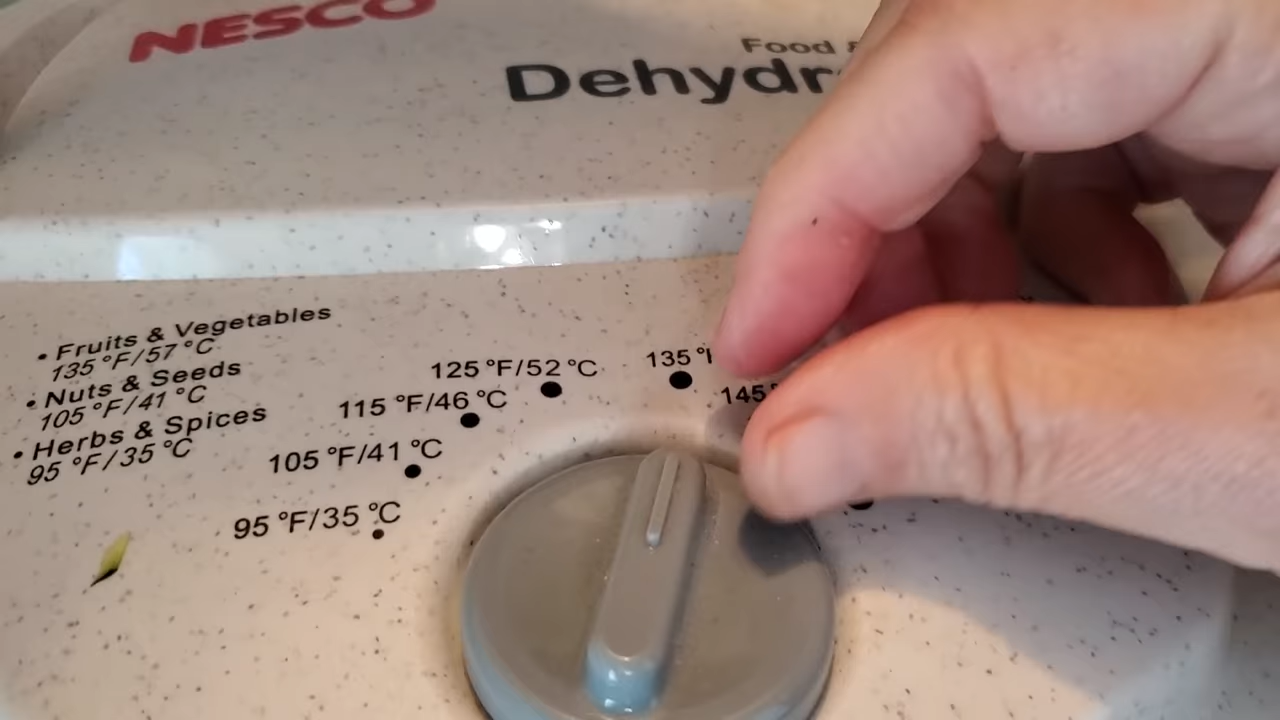 NESCO
Food &
Dehydr
• Fruits & Vegetables
135 °F/57 °C
• Nuts & Seeds
105 °F/41 °C
• Herbs & Spices
95 °F/35 °C
125 °F/52 °C
135 °F
115 °F/46 °C
145°
105 °F/41 °C
95 °F/35 °C